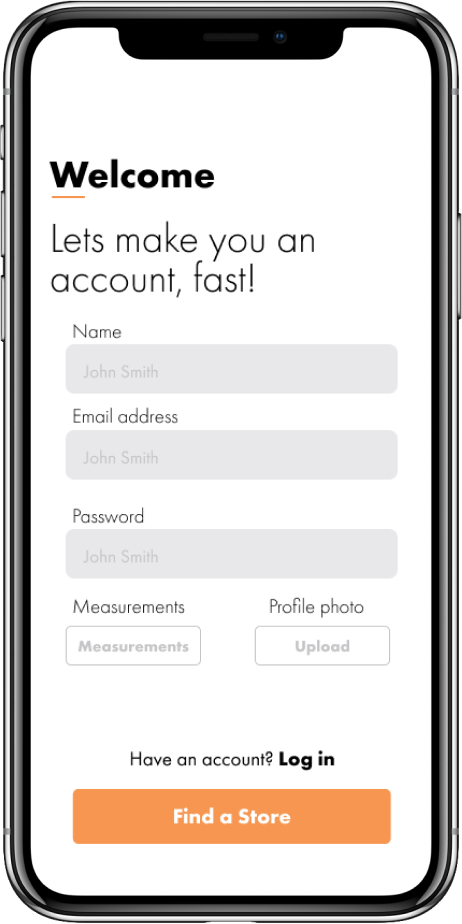 Welcome
Lets make you an
account, fast!
Name
John Smith
Email address
John Smith
Password
John Smith
Measurements
Profile photo
Measurements
Upload
Have an account? Log in
Find a Store